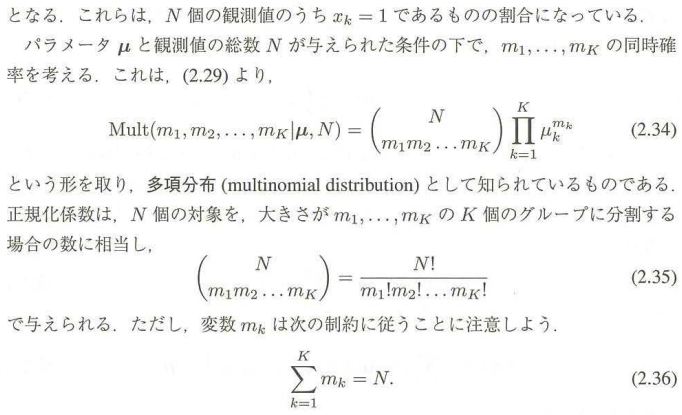 となる．これらは，N 個の観測値のうち x_k = 1 であるものの割合になっている．
パラメータ μ と観測値の総数 N が与えられた条件の下で，m_1, . . . , m_K の同時確
率を考える．これは，(2.29) より，
Mult(m_1, m_2, . . . , m_K|μ, N) = \binom{N}{m_1 m_2 . . . m_K} \prod_{k=1}^{K} μ_k^{m_k} (2.34)
という形を取り，多項分布 (multinomial distribution) として知られているものである．
正規化係数は，N 個の対象を，大きさが m_1, . . . , m_K の K 個のグループに分割する
場合の数に相当し，
\binom{N}{m_1 m_2 . . . m_K} = \frac{N!}{m_1! m_2! . . . m_K!} (2.35)
で与えられる．ただし，変数 m_k は次の制約に従うことに注意しよう．
\sum_{k=1}^{K} m_k = N. (2.36)